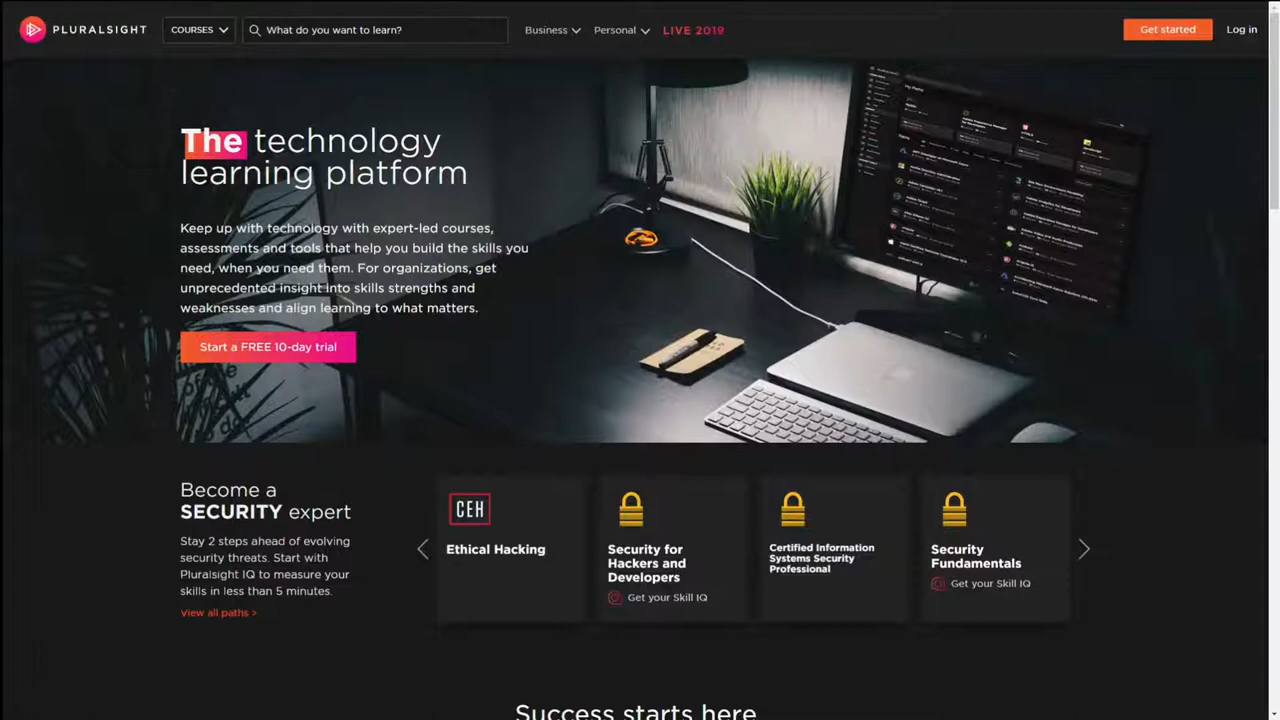 PLURALSIGHT
COURSES
What do you want to learn?
Business
Personal
LIVE 2019
Get started
Log in
The technology
learning platform
Keep up with technology with expert-led courses,
assessments and tools that help you build the skills you
need, when you need them. For organizations, get
unprecedented insight into skills strengths and
weaknesses and align learning to what matters.
Start a FREE 10-day trial
Become a
SECURITY expert
Stay 2 steps ahead of evolving
security threats. Start with
Pluralsight IQ to measure your
skills in less than 5 minutes.
View all paths >
CEH
Ethical Hacking
Security for
Hackers and
Developers
Get your Skill IQ
Certified Information
Systems Security
Professional
Security
Fundamentals
Get your Skill IQ
Success starts here